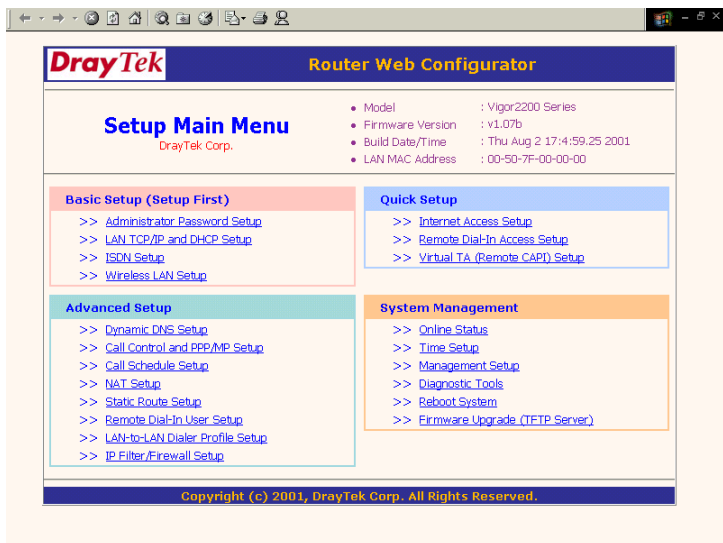 DrayTek Router Web Configurator
Setup Main Menu
DrayTek Corp.
Model : Vigor2200 Series
Firmware Version : v1.07b
Build Date/Time : Thu Aug 2 17:4:59.25 2001
LAN MAC Address : 00-50-7F-00-00-00
Basic Setup (Setup First)
>> Administrator Password Setup
>> LAN TCP/IP and DHCP Setup
>> ISDN Setup
>> Wireless LAN Setup
Quick Setup
>> Internet Access Setup
>> Remote Dial-In Access Setup
>> Virtual TA (Remote CAPI) Setup
Advanced Setup
>> Dynamic DNS Setup
>> Call Control and PPP/MP Setup
>> Call Schedule Setup
>> NAT Setup
>> Static Route Setup
>> Remote Dial-In User Setup
>> LAN-to-LAN Dialer Profile Setup
>> IP Filter/Firewall Setup
System Management
>> Online Status
>> Time Setup
>> Management Setup
>> Diagnostic Tools
>> Reboot System
>> Firmware Upgrade (TFTP Server)
Copyright (c) 2001, DrayTek Corp. All Rights Reserved.